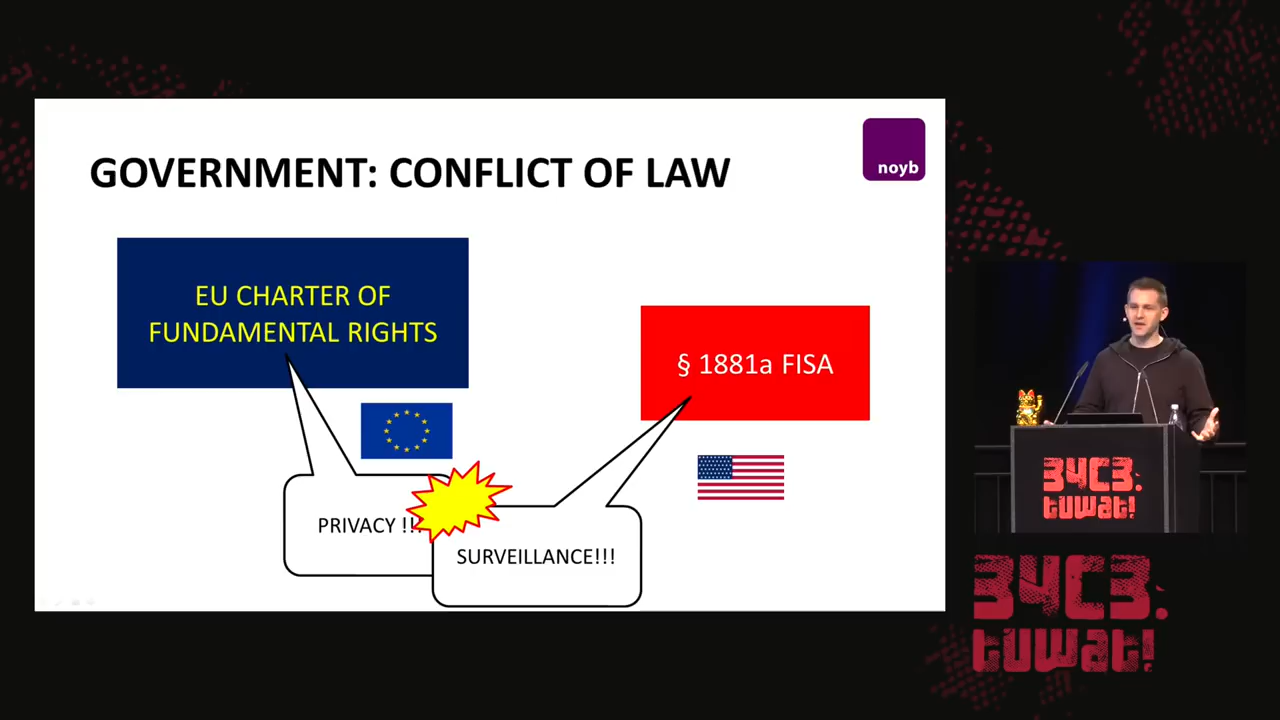 GOVERNMENT: CONFLICT OF LAW
noyb
EU CHARTER OF
FUNDAMENTAL RIGHTS
§ 1881a FISA
PRIVACY !!!
SURVEILLANCE!!!
34C3.
tuwat!
34C3.
tuwat!